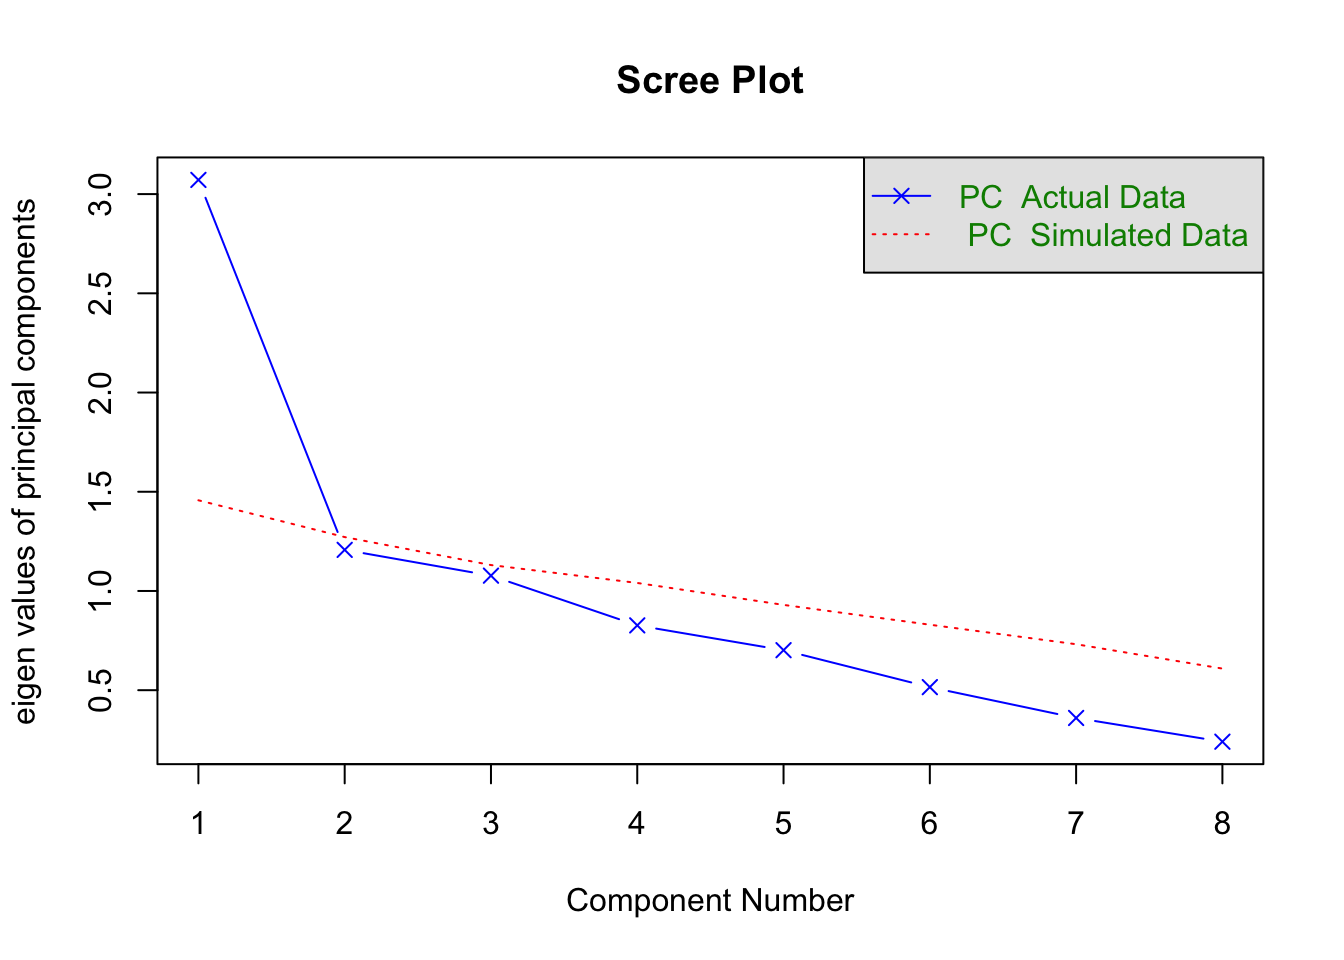 Scree Plot
PC  Actual Data
PC  Simulated Data
eigen values of principal components
3.0
2.5
2.0
1.5
1.0
0.5
1 2 3 4 5 6 7 8
Component Number